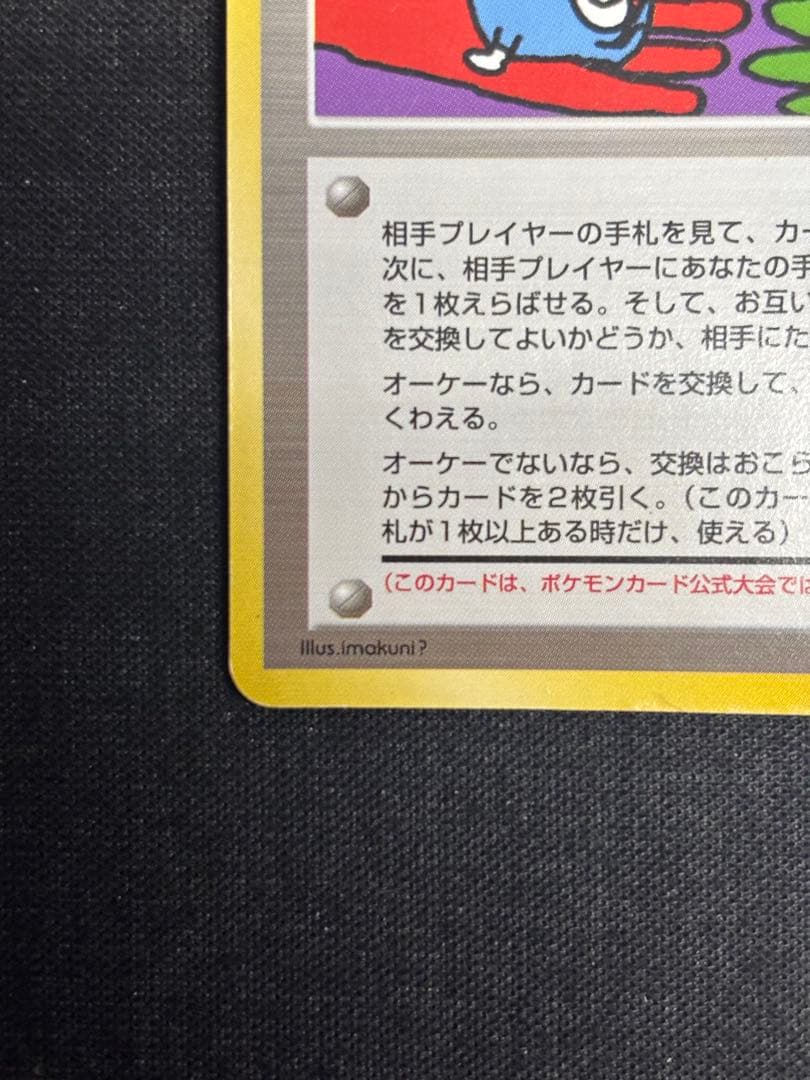 相手プレイヤーの手札を見て、カー
次に、相手プレイヤーにあなたの手
を1枚えらばせる。そして、お互い
を交換してよいかどうか、相手にた
オーケーなら、カードを交換して、
くわえる。
オーケーでないなら、交換はおこら
からカードを2枚引く。(このカー
札が1枚以上ある時だけ、使える)
(このカードは、ポケモンカード公式大会では
Illus.imakuni?